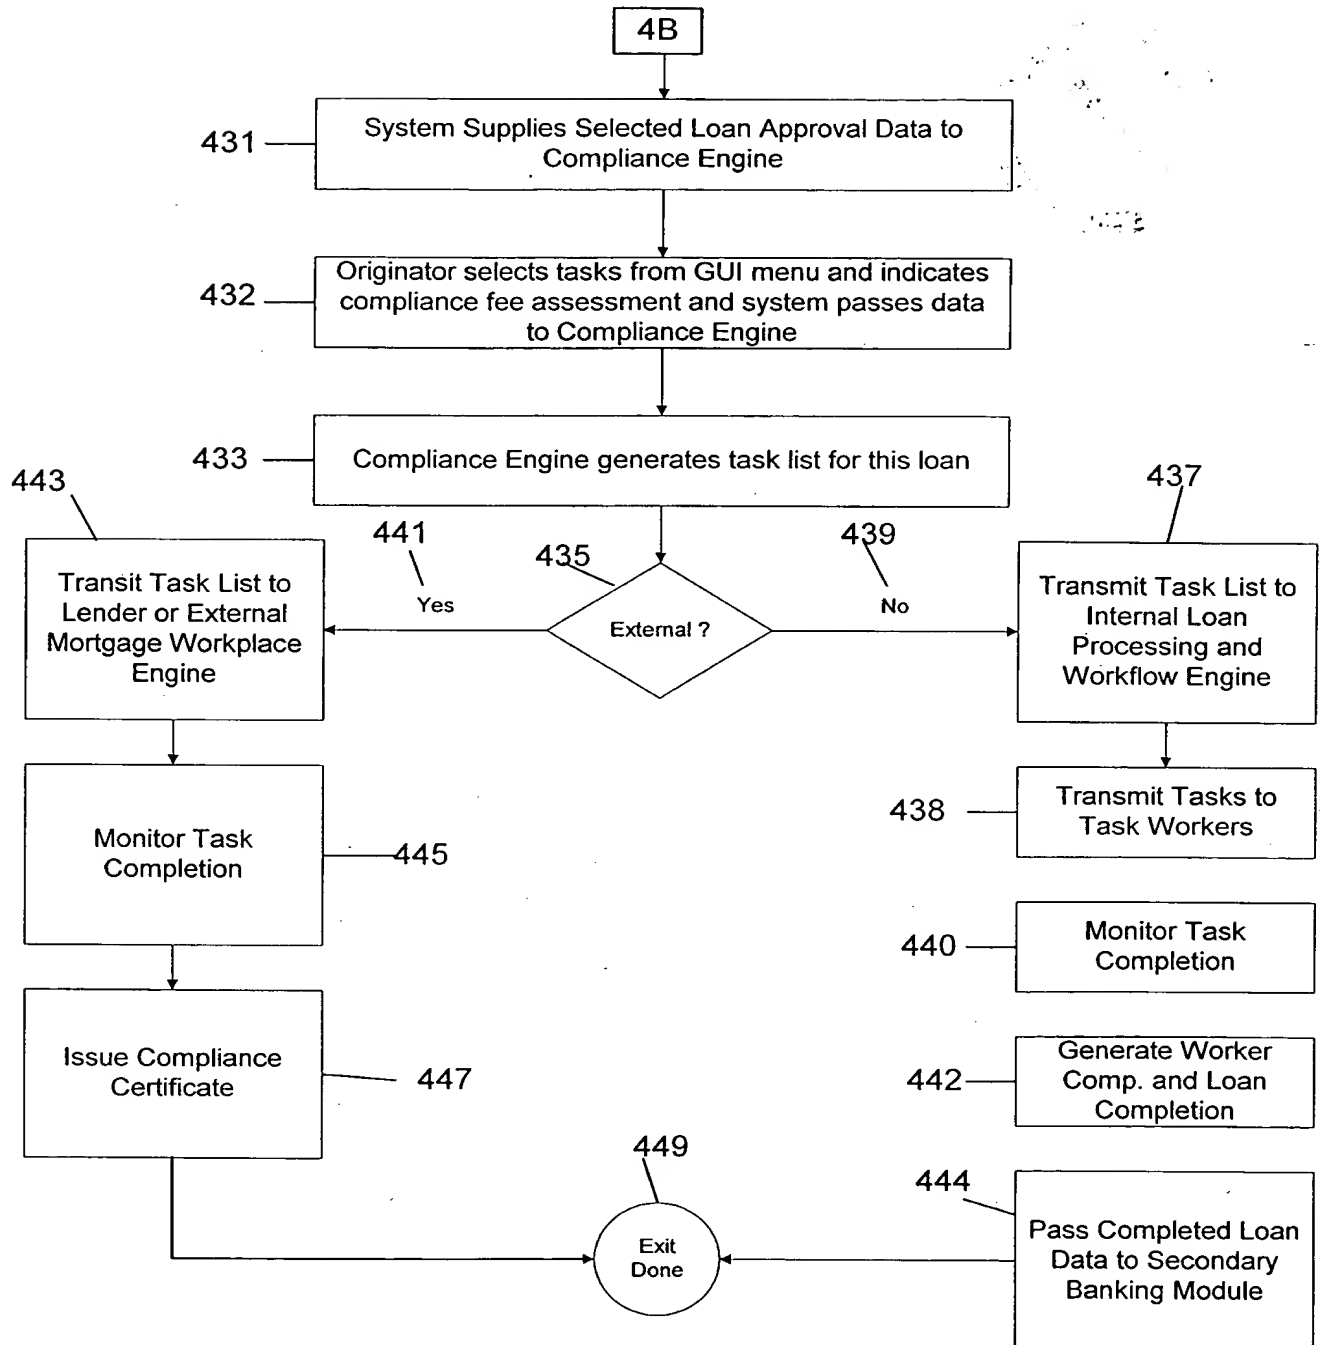 4B
431
System Supplies Selected Loan Approval Data to
Compliance Engine
432
Originator selects tasks from GUI menu and indicates
compliance fee assessment and system passes data
to Compliance Engine
433
Compliance Engine generates task list for this loan
443
441
435
439
437
Transit Task List to
Lender or External
Mortgage Workplace
Engine
Yes
External ?
No
Transmit Task List to
Internal Loan
Processing and
Workflow Engine
Monitor Task
Completion
445
438
Transmit Tasks to
Task Workers
440
Monitor Task
Completion
Issue Compliance
Certificate
447
442
Generate Worker
Comp. and Loan
Completion
449
Exit
Done
444
Pass Completed Loan
Data to Secondary
Banking Module